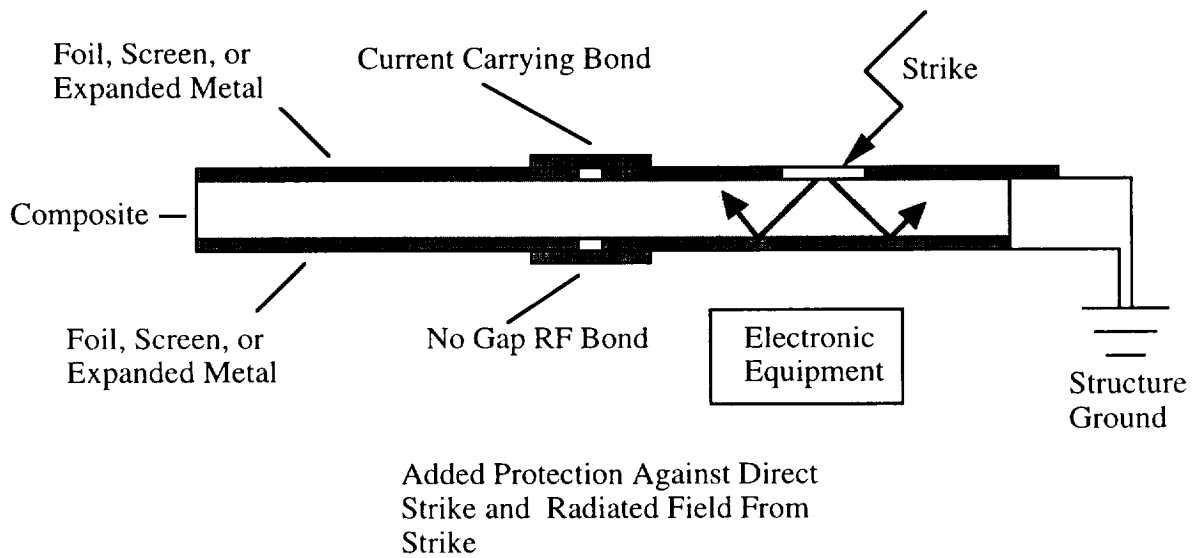 Foil, Screen, or
Expanded Metal
Current Carrying Bond
Strike
Composite
Foil, Screen, or
Expanded Metal
No Gap RF Bond
Electronic
Equipment
Structure
Ground
Added Protection Against Direct
Strike and Radiated Field From
Strike